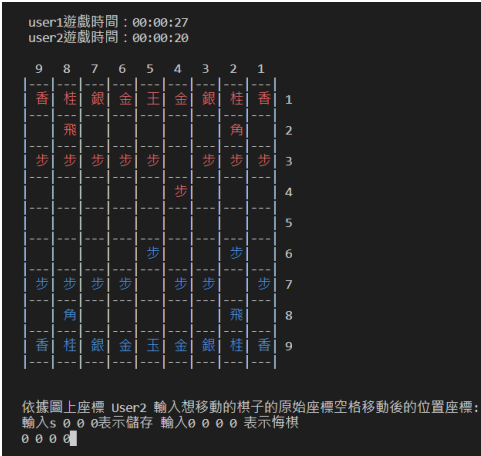 user1遊戲時間：00:00:27
user2遊戲時間：00:00:20
9 8 7 6 5 4 3 2 1
|---|---|---|---|---|---|---|---|---|
| 香| 桂| 銀| 金| 王| 金| 銀| 桂| 香| 1
|---|---|---|---|---|---|---|---|---|
| | 飛| | | | | | 角| | 2
|---|---|---|---|---|---|---|---|---|
| 步| 步| 步| 步| 步| | 步| 步| 步| 3
|---|---|---|---|---|---|---|---|---|
| | | | | | 步| | | | 4
|---|---|---|---|---|---|---|---|---|
| | | | | | | | | | 5
|---|---|---|---|---|---|---|---|---|
| | | | | 步| | | 步| | 6
|---|---|---|---|---|---|---|---|---|
| 步| 步| 步| 步| | 步| 步| | 步| 7
|---|---|---|---|---|---|---|---|---|
| | 角| | | | | | 飛| | 8
|---|---|---|---|---|---|---|---|---|
| 香| 桂| 銀| 金| 王| 金| 銀| 桂| 香| 9
|---|---|---|---|---|---|---|---|---|
依據圖上座標 User2 輸入想移動的棋子的原始座標空格移動後的位置座標:
輸入s 0 0 0表示儲存 輸入0 0 0 0 表示悔棋
0 0 0 0